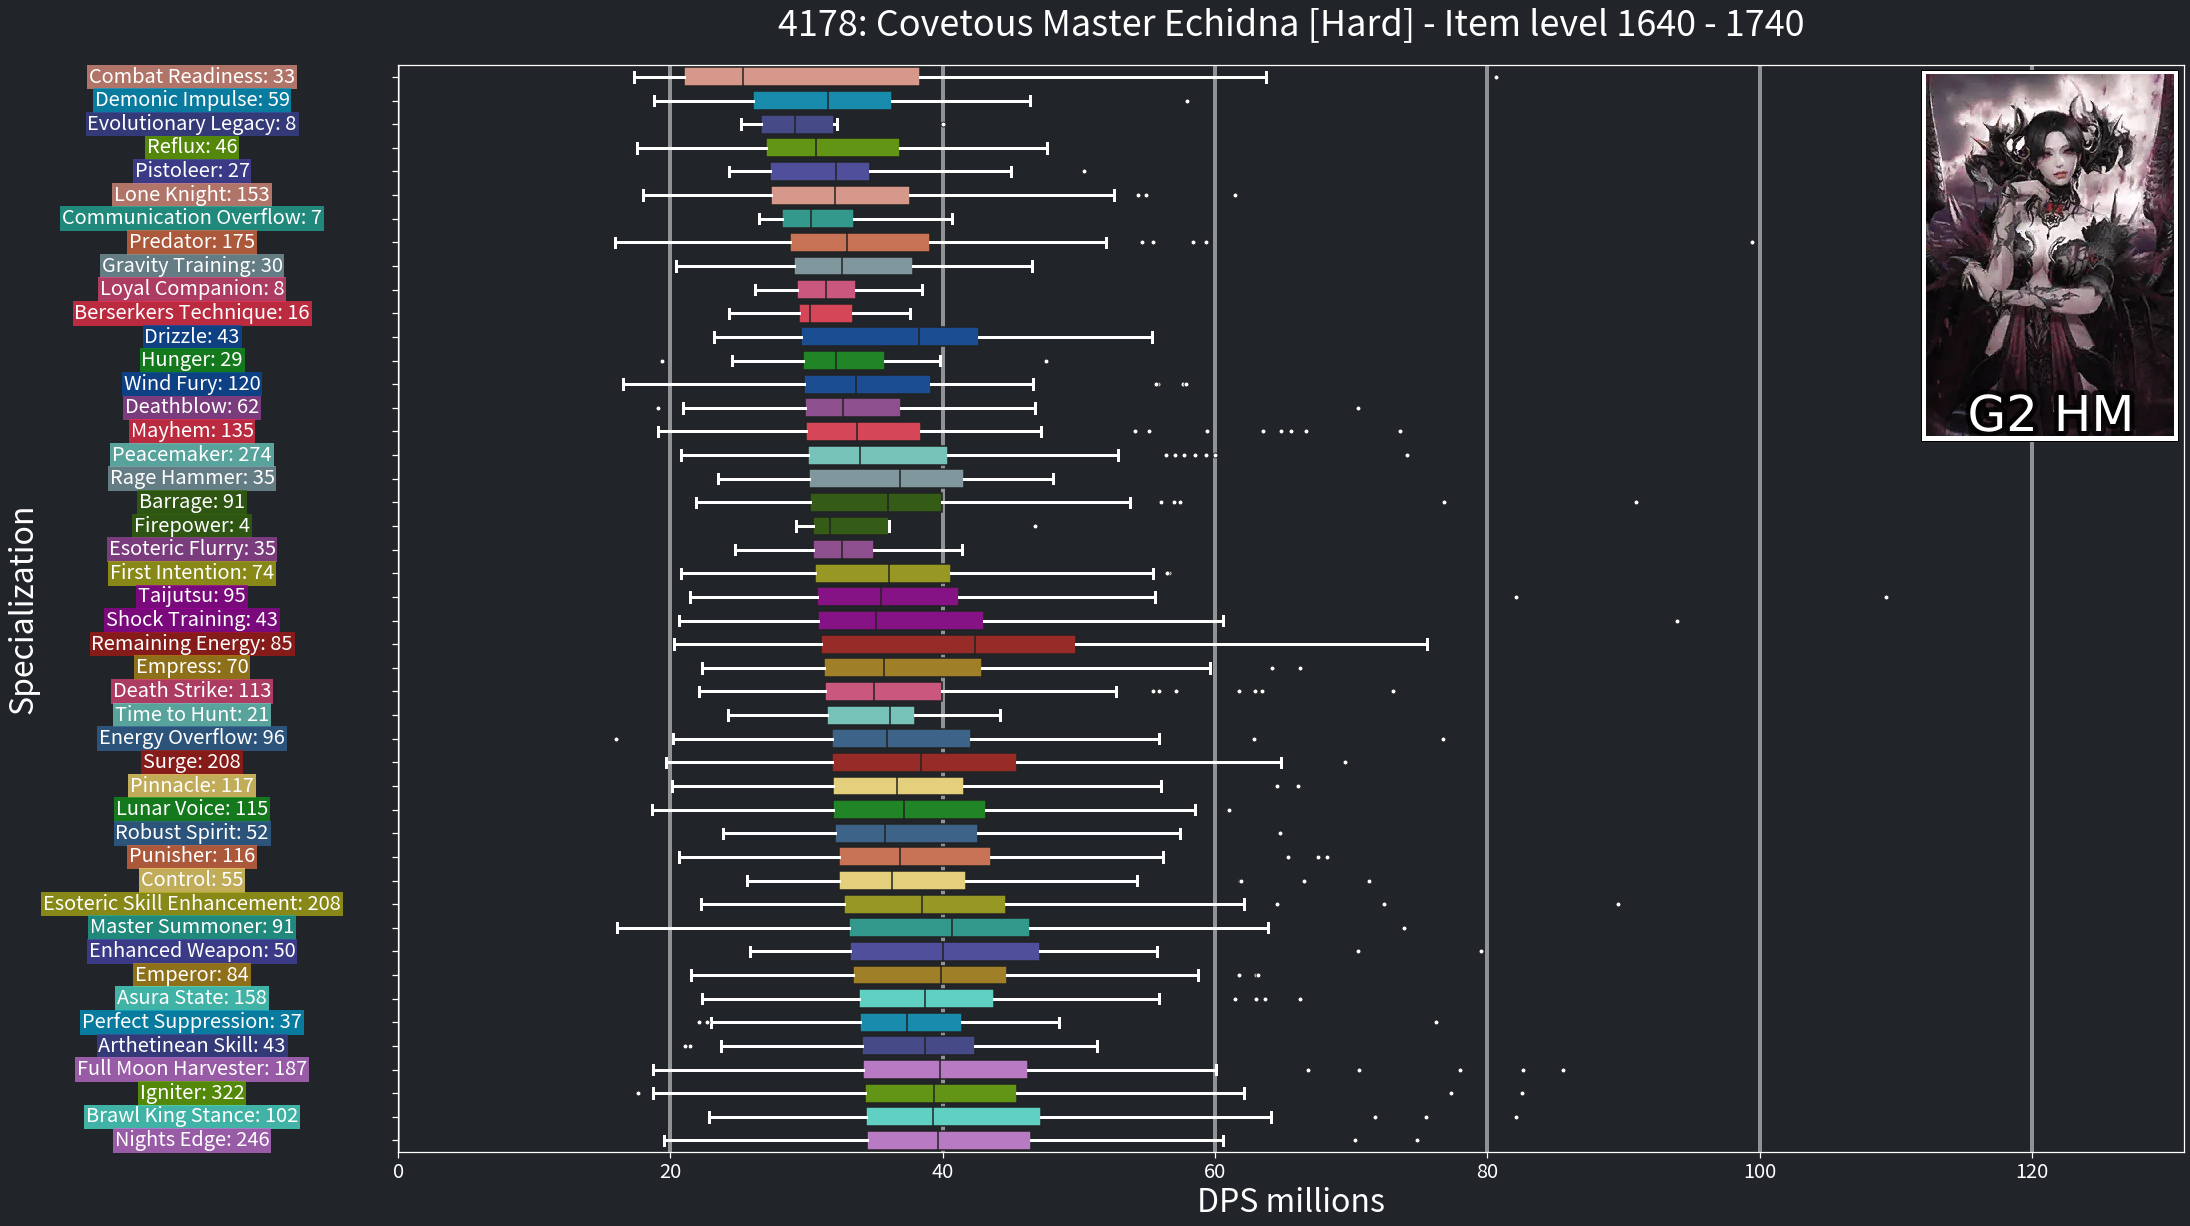 4178: Covetous Master Echidna [Hard] - Item level 1640 - 1740
Combat Readiness: 33
Demonic Impulse: 59
Evolutionary Legacy: 8
Reflux: 46
Pistoleer: 27
Lone Knight: 153
Communication Overflow: 7
Predator: 175
Gravity Training: 30
Loyal Companion: 8
Berserkers Technique: 16
Drizzle: 43
Hunger: 29
Wind Fury: 120
Deathblow: 62
Mayhem: 135
Peacemaker: 274
Rage Hammer: 35
Barrage: 91
Firepower: 4
Esoteric Flurry: 35
First Intention: 74
Taijutsu: 95
Shock Training: 43
Remaining Energy: 85
Empress: 70
Death Strike: 113
Time to Hunt: 21
Energy Overflow: 96
Surge: 208
Pinnacle: 117
Lunar Voice: 115
Robust Spirit: 52
Punisher: 116
Control: 55
Esoteric Skill Enhancement: 208
Master Summoner: 91
Enhanced Weapon: 50
Emperor: 84
Asura State: 158
Perfect Suppression: 37
Arthetinean Skill: 43
Full Moon Harvester: 187
Igniter: 322
Brawl King Stance: 102
Nights Edge: 246
Specialization
G2 HM
0 20 40 60 80 100 120
DPS millions